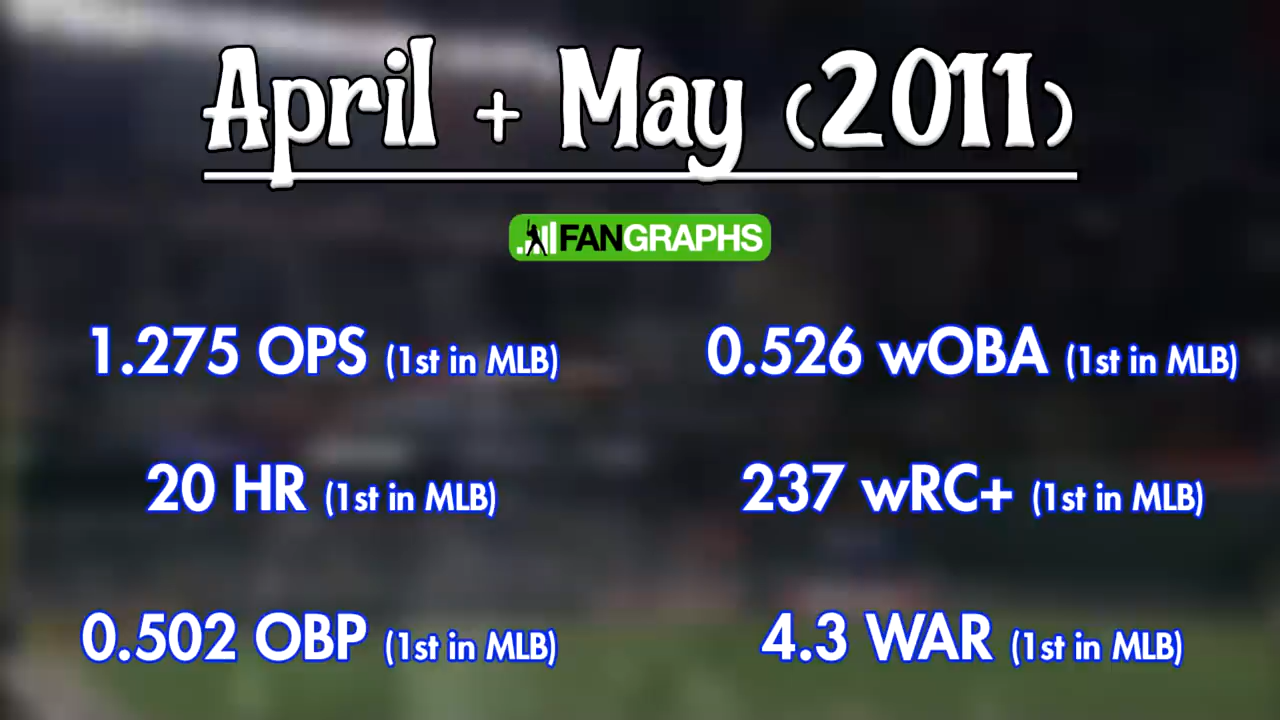 April + May (2011)
FANGRAPHS
1.275 OPS (1st in MLB)
0.526 wOBA (1st in MLB)
20 HR (1st in MLB)
237 wRC+ (1st in MLB)
0.502 OBP (1st in MLB)
4.3 WAR (1st in MLB)